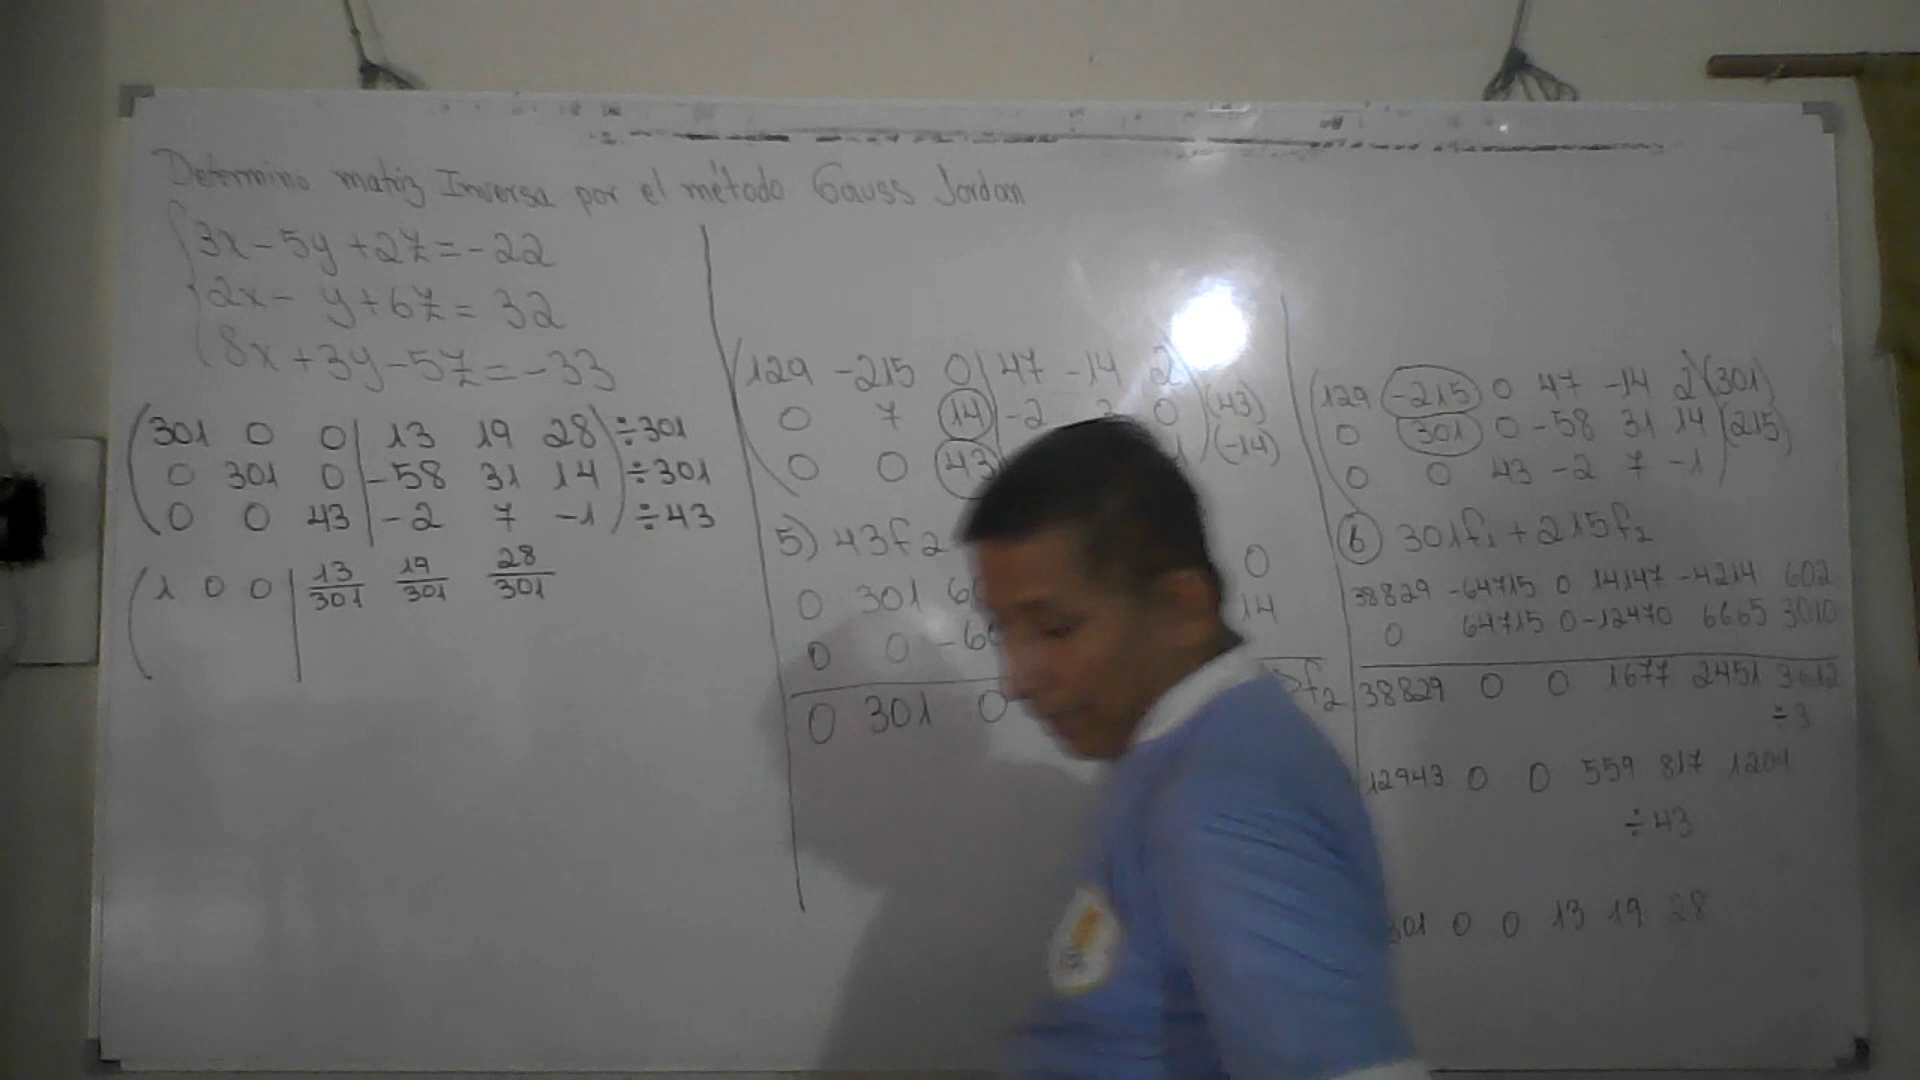 Determino matriz Inversa por el método Gauss Jordan
3x - 5y + 2z = -22
2x - y + 6z = 32
8x + 3y - 5z = -33
301 0 0 | 13 19 28 ÷301
0 301 0 | -58 31 14 ÷301
0 0 43 | -2 7 -1 ÷43
1 0 0 | 13/301 19/301 28/301
129 -215 0 | 47 -14 2
0 7 14 | -2 0 (43)
0 0 43 (-14)
5) 43f2
0 301 0
0 0 14
0 301 0 f2
129 -215 0 47 -14 2 (301)
0 301 0 -58 31 14 (215)
0 0 43 -2 7 -1
6 301f1 + 215f2
38829 -64715 0 14147 -4214 602
0 64715 0 -12470 6665 3010
38829 0 0 1677 2451 3612
÷3
12943 0 0 559 817 1204
÷43
301 0 0 13 19 28